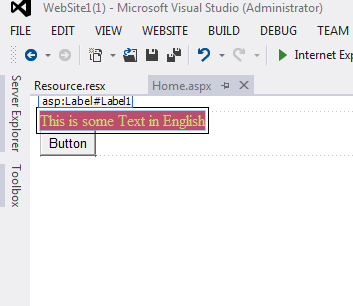 WebSite1(1) - Microsoft Visual Studio (Administrator)
FILE EDIT VIEW WEBSITE BUILD DEBUG TEAM
Internet Exp
Resource.resx Home.aspx
asp:Label#Label1
This is some Text in English
Button
Server Explorer
Toolbox